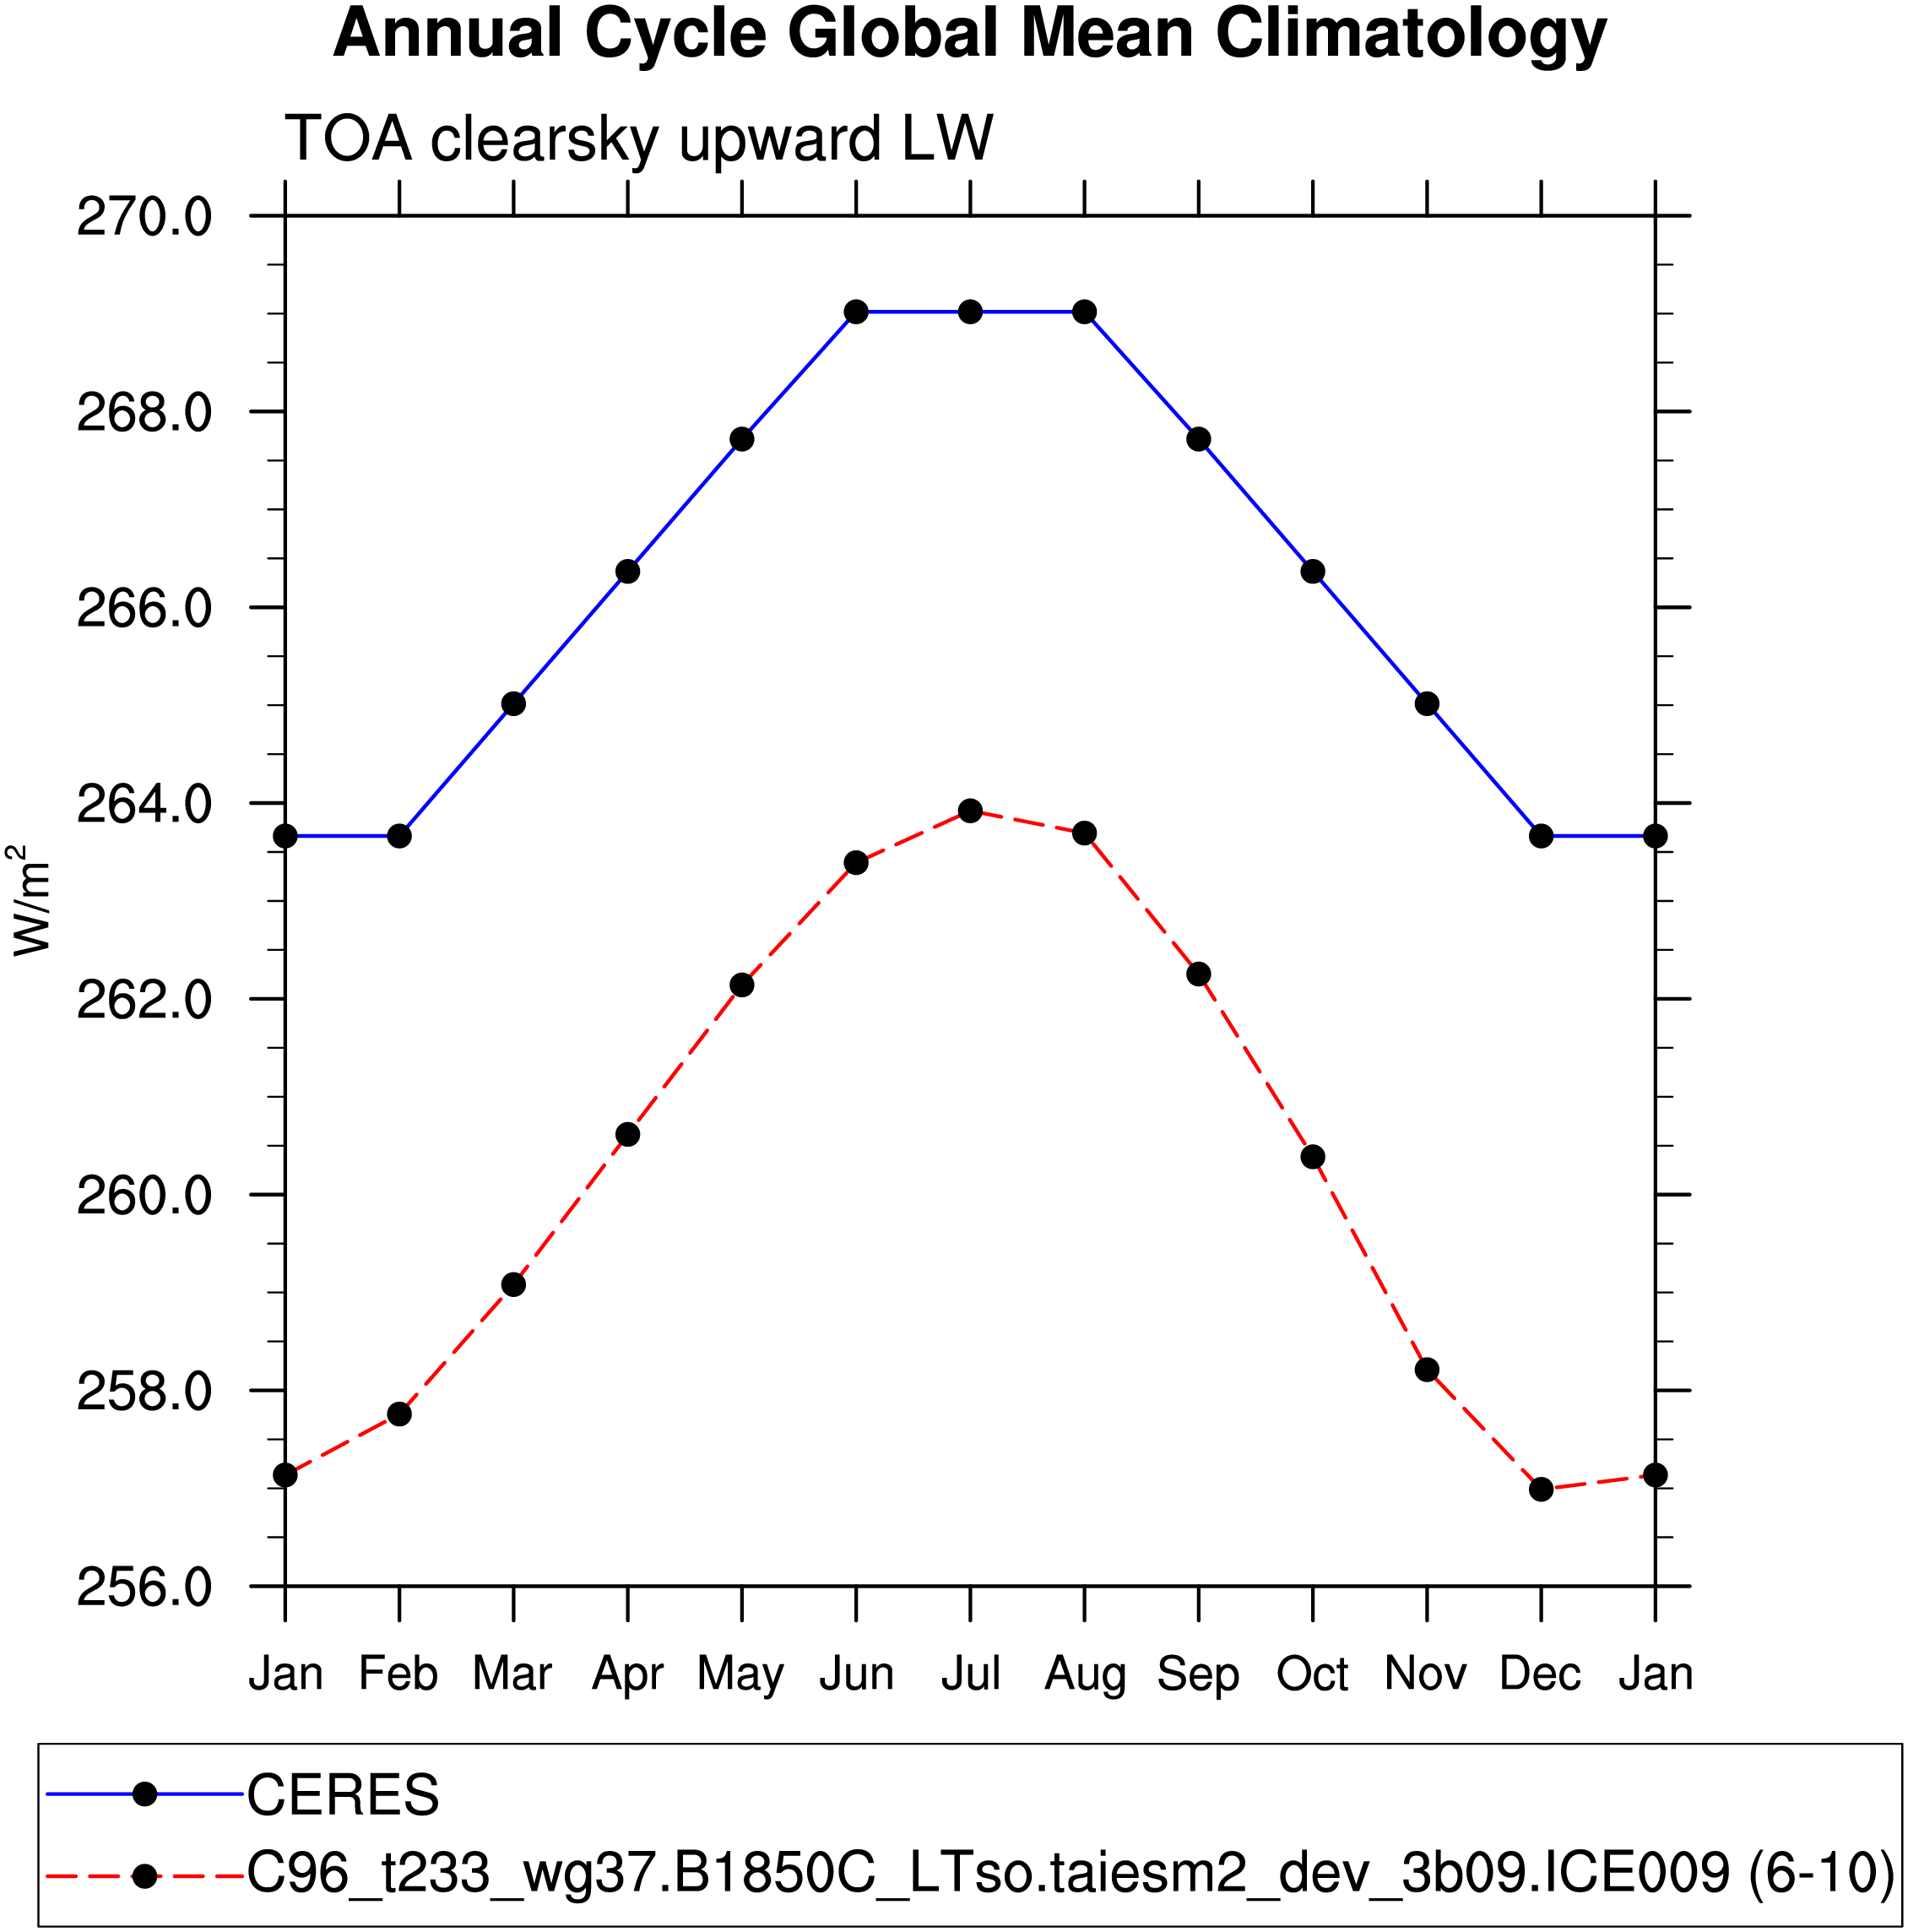 Annual Cycle Global Mean Climatology
TOA clearsky upward LW
270.0
268.0
266.0
264.0
262.0
260.0
258.0
256.0
W/m²
Jan Feb Mar Apr May Jun Jul Aug Sep Oct Nov Dec Jan
CERES
C96_t233_wg37.B1850C_LTso.taiesm2_dev_3b09.ICE009 (6-10)